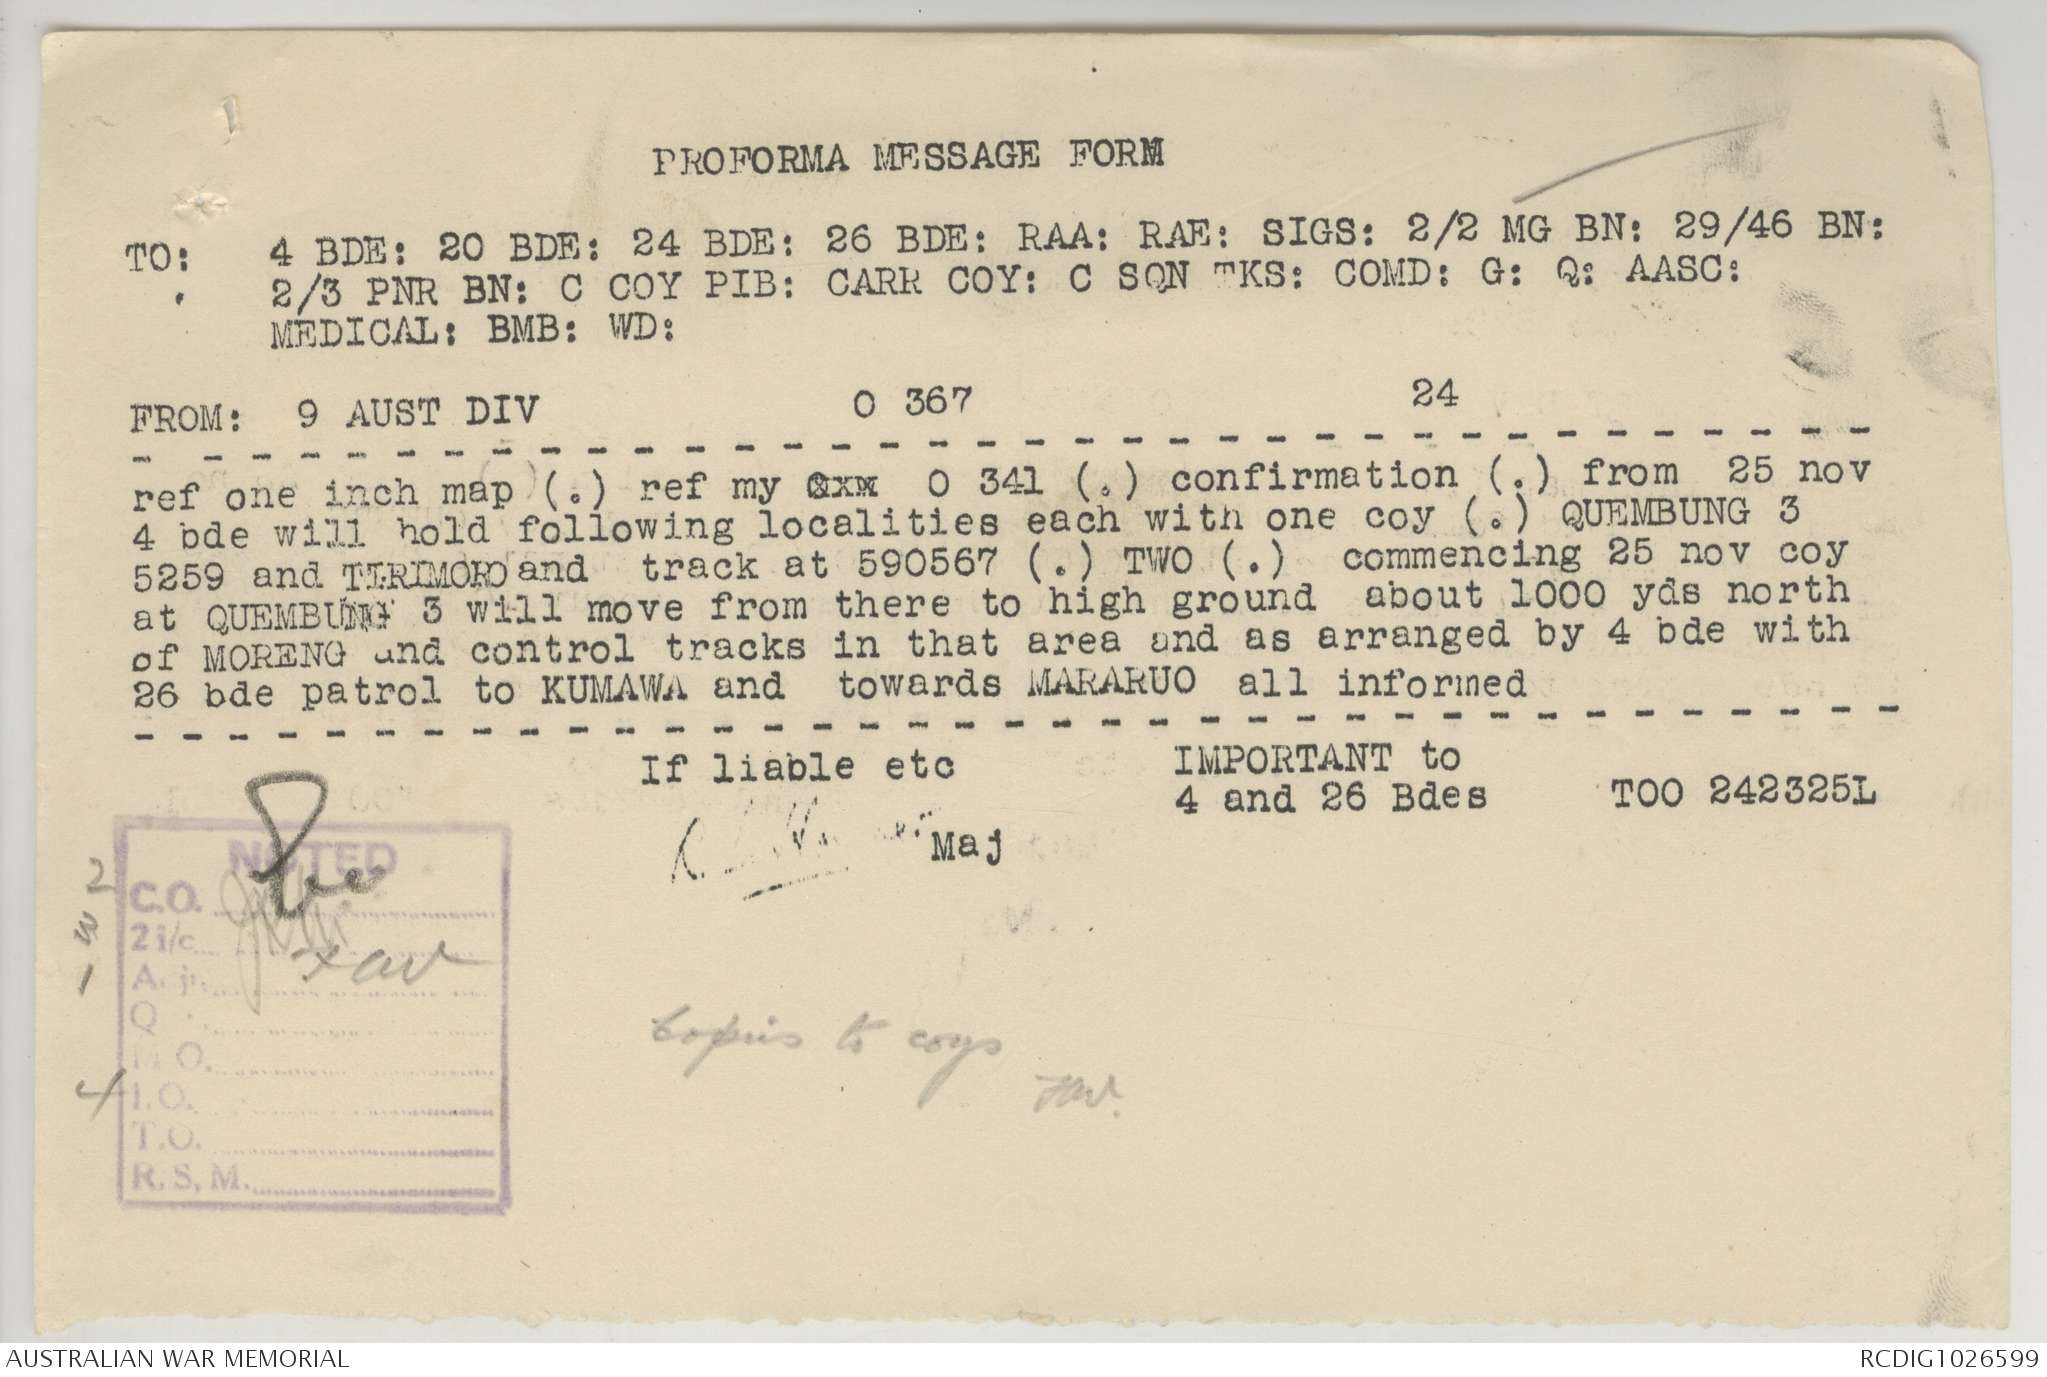 PROFORMA MESSAGE FORM
TO: 4 BDE: 20 BDE: 24 BDE: 26 BDE: RAA: RAE: SIGS: 2/2 MG BN: 29/46 BN:
2/3 PNR BN: C COY PIB: CARR COY: C SQN TKS: COMD: G: Q: AASC:
MEDICAL: BMB: WD:
FROM: 9 AUST DIV O 367 24
ref one inch map (.) ref my O 341 (.) confirmation (.) from 25 nov
4 bde will hold following localities each with one coy (.) QUEMBUNG 3
5259 and TIRIMORO and track at 590567 (.) TWO (.) commencing 25 nov coy
at QUEMBUNG 3 will move from there to high ground about 1000 yds north
of MORENG and control tracks in that area and as arranged by 4 bde with
26 bde patrol to KUMAWA and towards MARARUO all informed
If liable etc IMPORTANT to
4 and 26 Bdes TOO 242325L
Maj
NOTED
2 C.O.
3 2 i/c
1 Adjt.
Q
M.O.
4 I.O.
T.O.
R.S.M.
Copies to coys
AUSTRALIAN WAR MEMORIAL RCDIG1026599